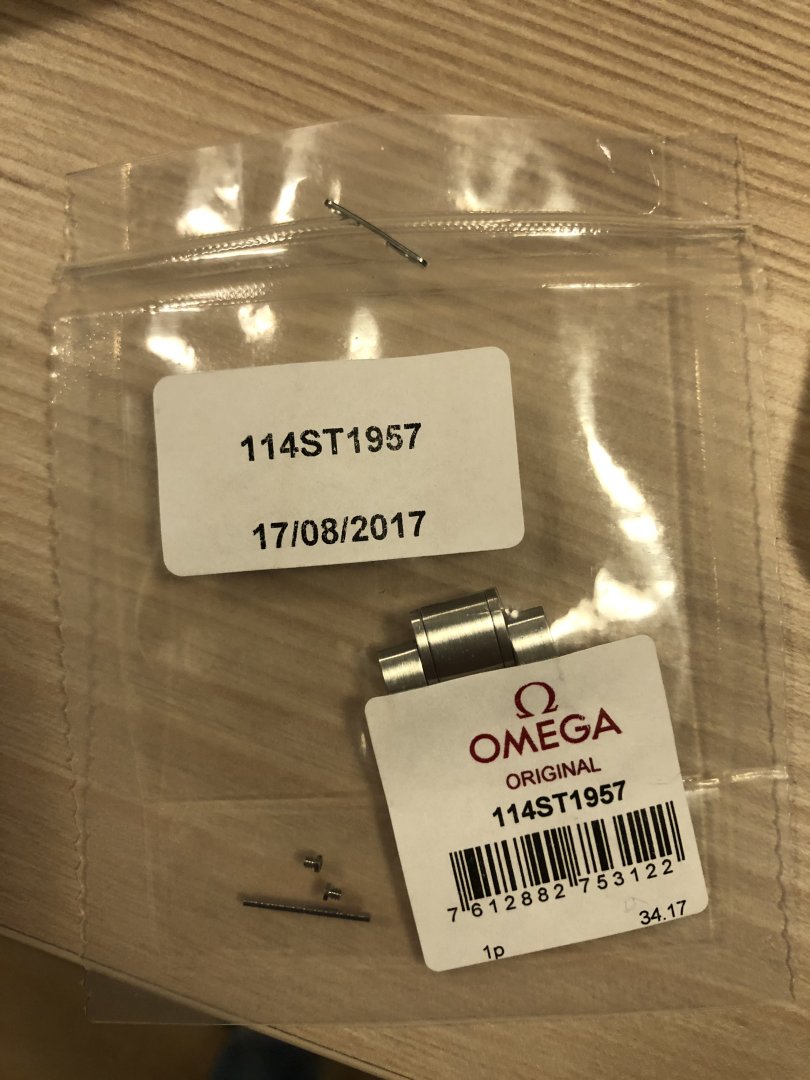 114ST1957
17/08/2017
Ω
OMEGA
ORIGINAL
114ST1957
7 612882 753122
34.17
1p